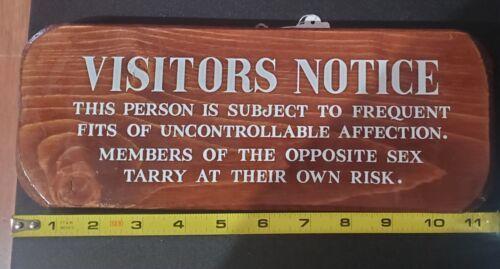 VISITORS NOTICE
THIS PERSON IS SUBJECT TO FREQUENT
FITS OF UNCONTROLLABLE AFFECTION.
MEMBERS OF THE OPPOSITE SEX
TARRY AT THEIR OWN RISK.
1 2 3 4 5 6 7 8 9 10 11